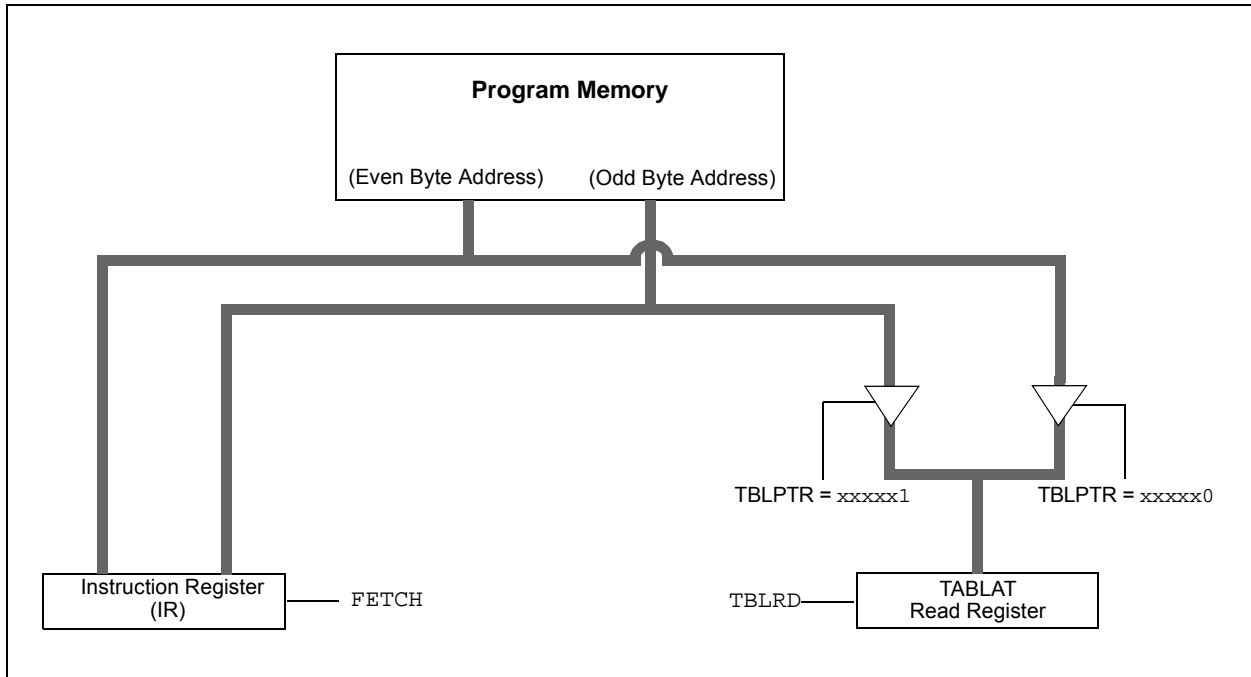 Program Memory
(Even Byte Address)
(Odd Byte Address)
TBLPTR = xxxxx1
TBLPTR = xxxxx0
Instruction Register
(IR)
FETCH
TBLRD
TABLAT
Read Register